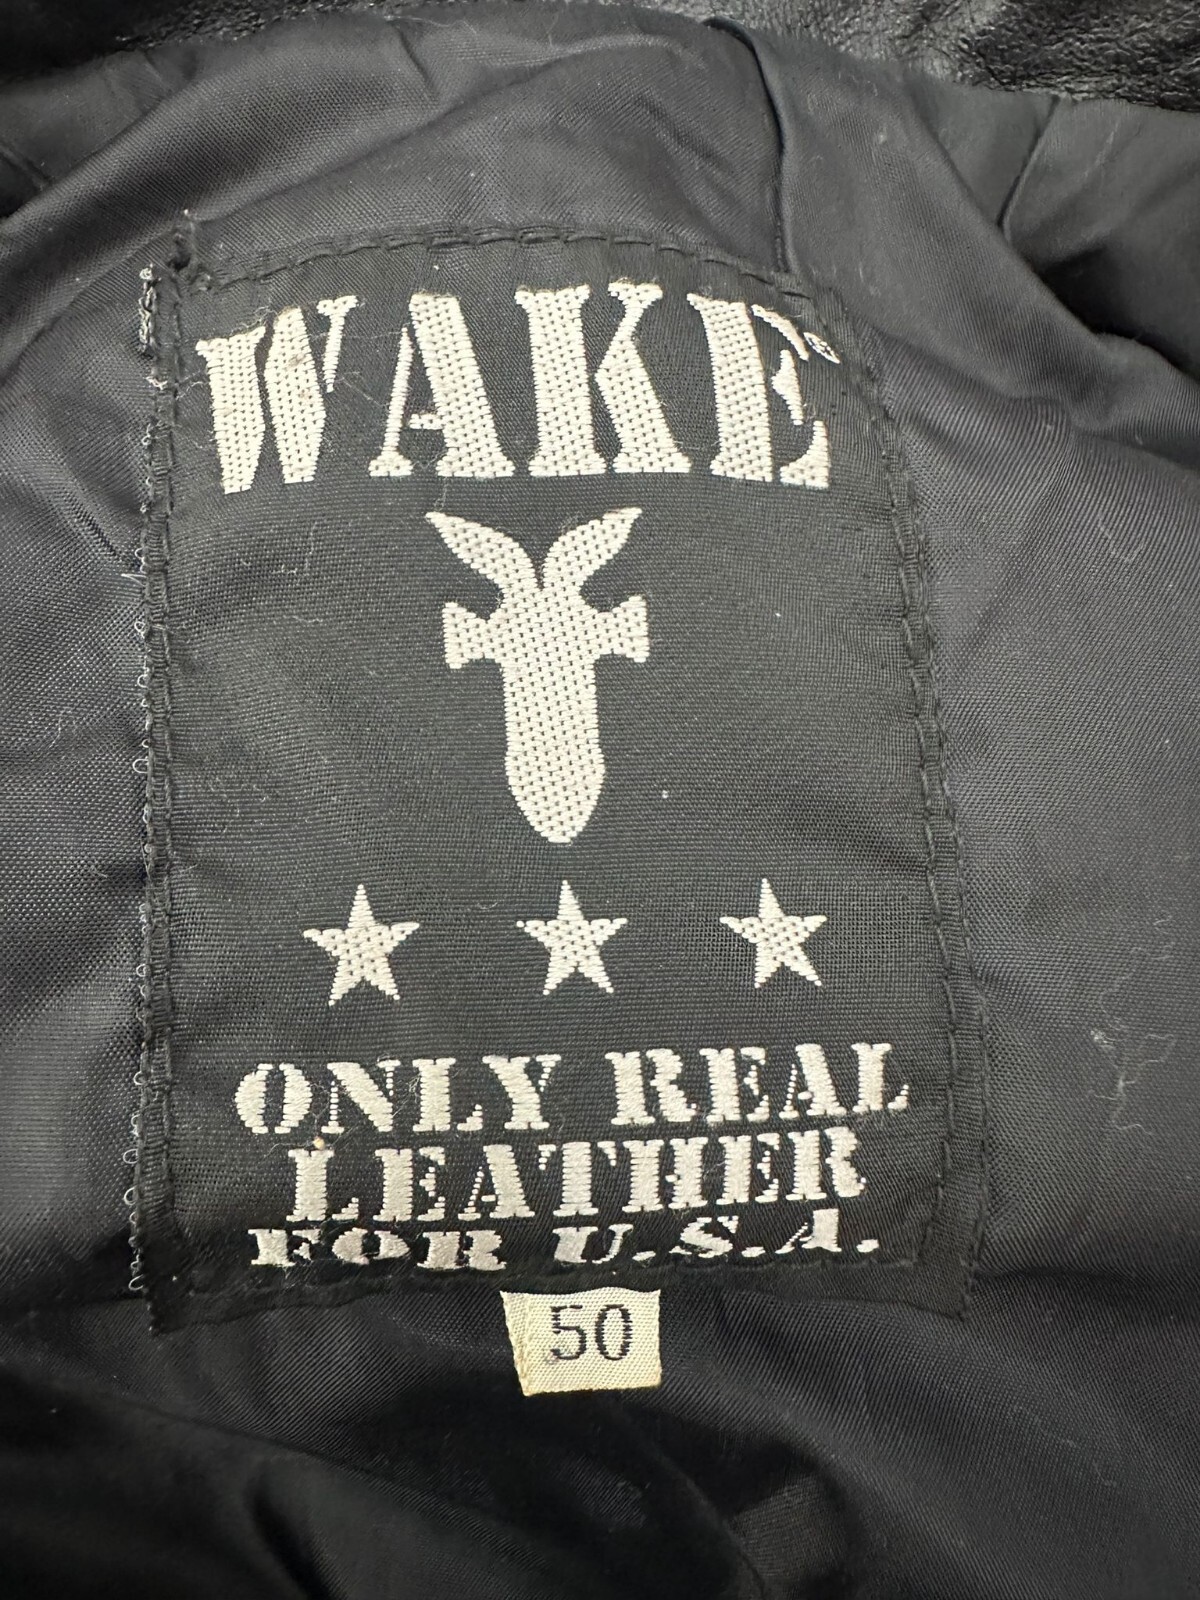 WAKE®
ONLY REAL
LEATHER
FOR U.S.A.
50